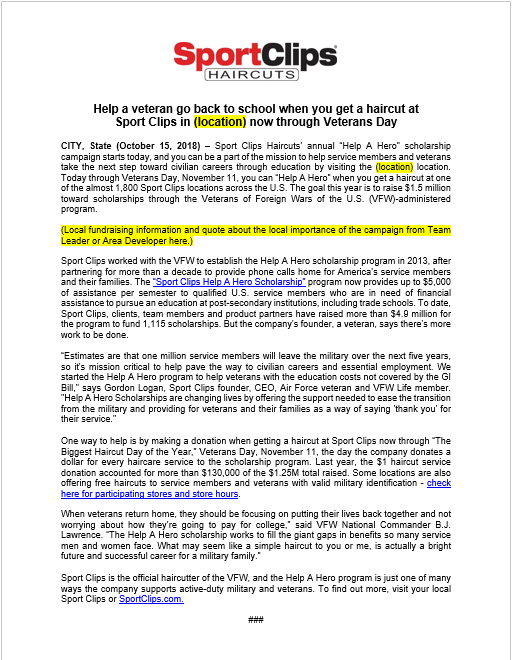 SportClips
HAIRCUTS
Help a veteran go back to school when you get a haircut at
Sport Clips in (location) now through Veterans Day
CITY, State (October 15, 2018) – Sport Clips Haircuts' annual "Help A Hero" scholarship
campaign starts today, and you can be a part of the mission to help service members and veterans
take the next step toward civilian careers through education by visiting the (location) location.
Today through Veterans Day, November 11, you can "Help A Hero" when you get a haircut at one
of the almost 1,800 Sport Clips locations across the U.S. The goal this year is to raise $1.5 million
toward scholarships through the Veterans of Foreign Wars of the U.S. (VFW)-administered
program.
(Local fundraising information and quote about the local importance of the campaign from Team
Leader or Area Developer here.)
Sport Clips worked with the VFW to establish the Help A Hero scholarship program in 2013, after
partnering for more than a decade to provide phone calls home for America's service members
and their families. The "Sport Clips Help A Hero Scholarship" program now provides up to $5,000
of assistance per semester to qualified U.S. service members who are in need of financial
assistance to pursue an education at post-secondary institutions, including trade schools. To date,
Sport Clips, clients, team members and product partners have raised more than $4.9 million for
the program to fund 1,115 scholarships. But the company's founder, a veteran, says there's more
work to be done.
"Estimates are that one million service members will leave the military over the next five years,
so it's mission critical to help pave the way to civilian careers and essential employment. We
started the Help A Hero program to help veterans with the education costs not covered by the GI
Bill," says Gordon Logan, Sport Clips founder, CEO, Air Force veteran and VFW Life member.
"Help A Hero Scholarships are changing lives by offering the support needed to ease the transition
from the military and providing for veterans and their families as a way of saying 'thank you' for
their service."
One way to help is by making a donation when getting a haircut at Sport Clips now through "The
Biggest Haircut Day of the Year," Veterans Day, November 11, the day the company donates a
dollar for every haircare service to the scholarship program. Last year, the $1 haircut service
donation accounted for more than $130,000 of the $1.25M total raised. Some locations are also
offering free haircuts to service members and veterans with valid military identification - check
here for participating stores and store hours.
When veterans return home, they should be focusing on putting their lives back together and not
worrying about how they're going to pay for college," said VFW National Commander B.J.
Lawrence. "The Help A Hero scholarship works to fill the giant gaps in benefits so many service
men and women face. What may seem like a simple haircut to you or me, is actually a bright
future and successful career for a military family."
Sport Clips is the official haircutter of the VFW, and the Help A Hero program is just one of many
ways the company supports active-duty military and veterans. To find out more, visit your local
Sport Clips or SportClips.com.
###